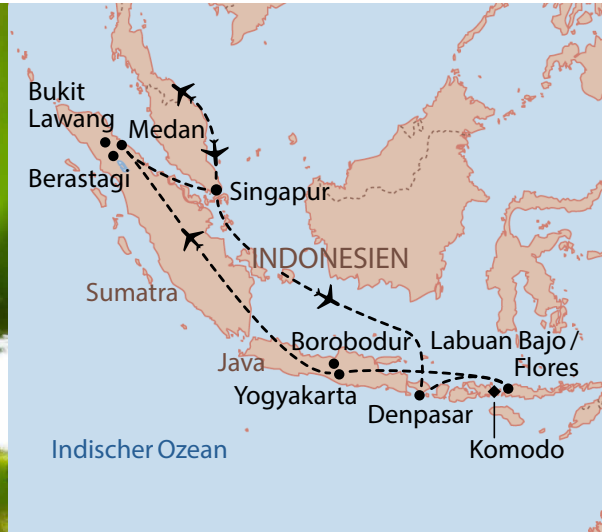 Bukit
Lawang
Medan
Berastagi
Singapur
INDONESIEN
Sumatra
Borobodur
Labuan Bajo /
Flores
Java
Yogyakarta
Denpasar
Komodo
Indischer Ozean